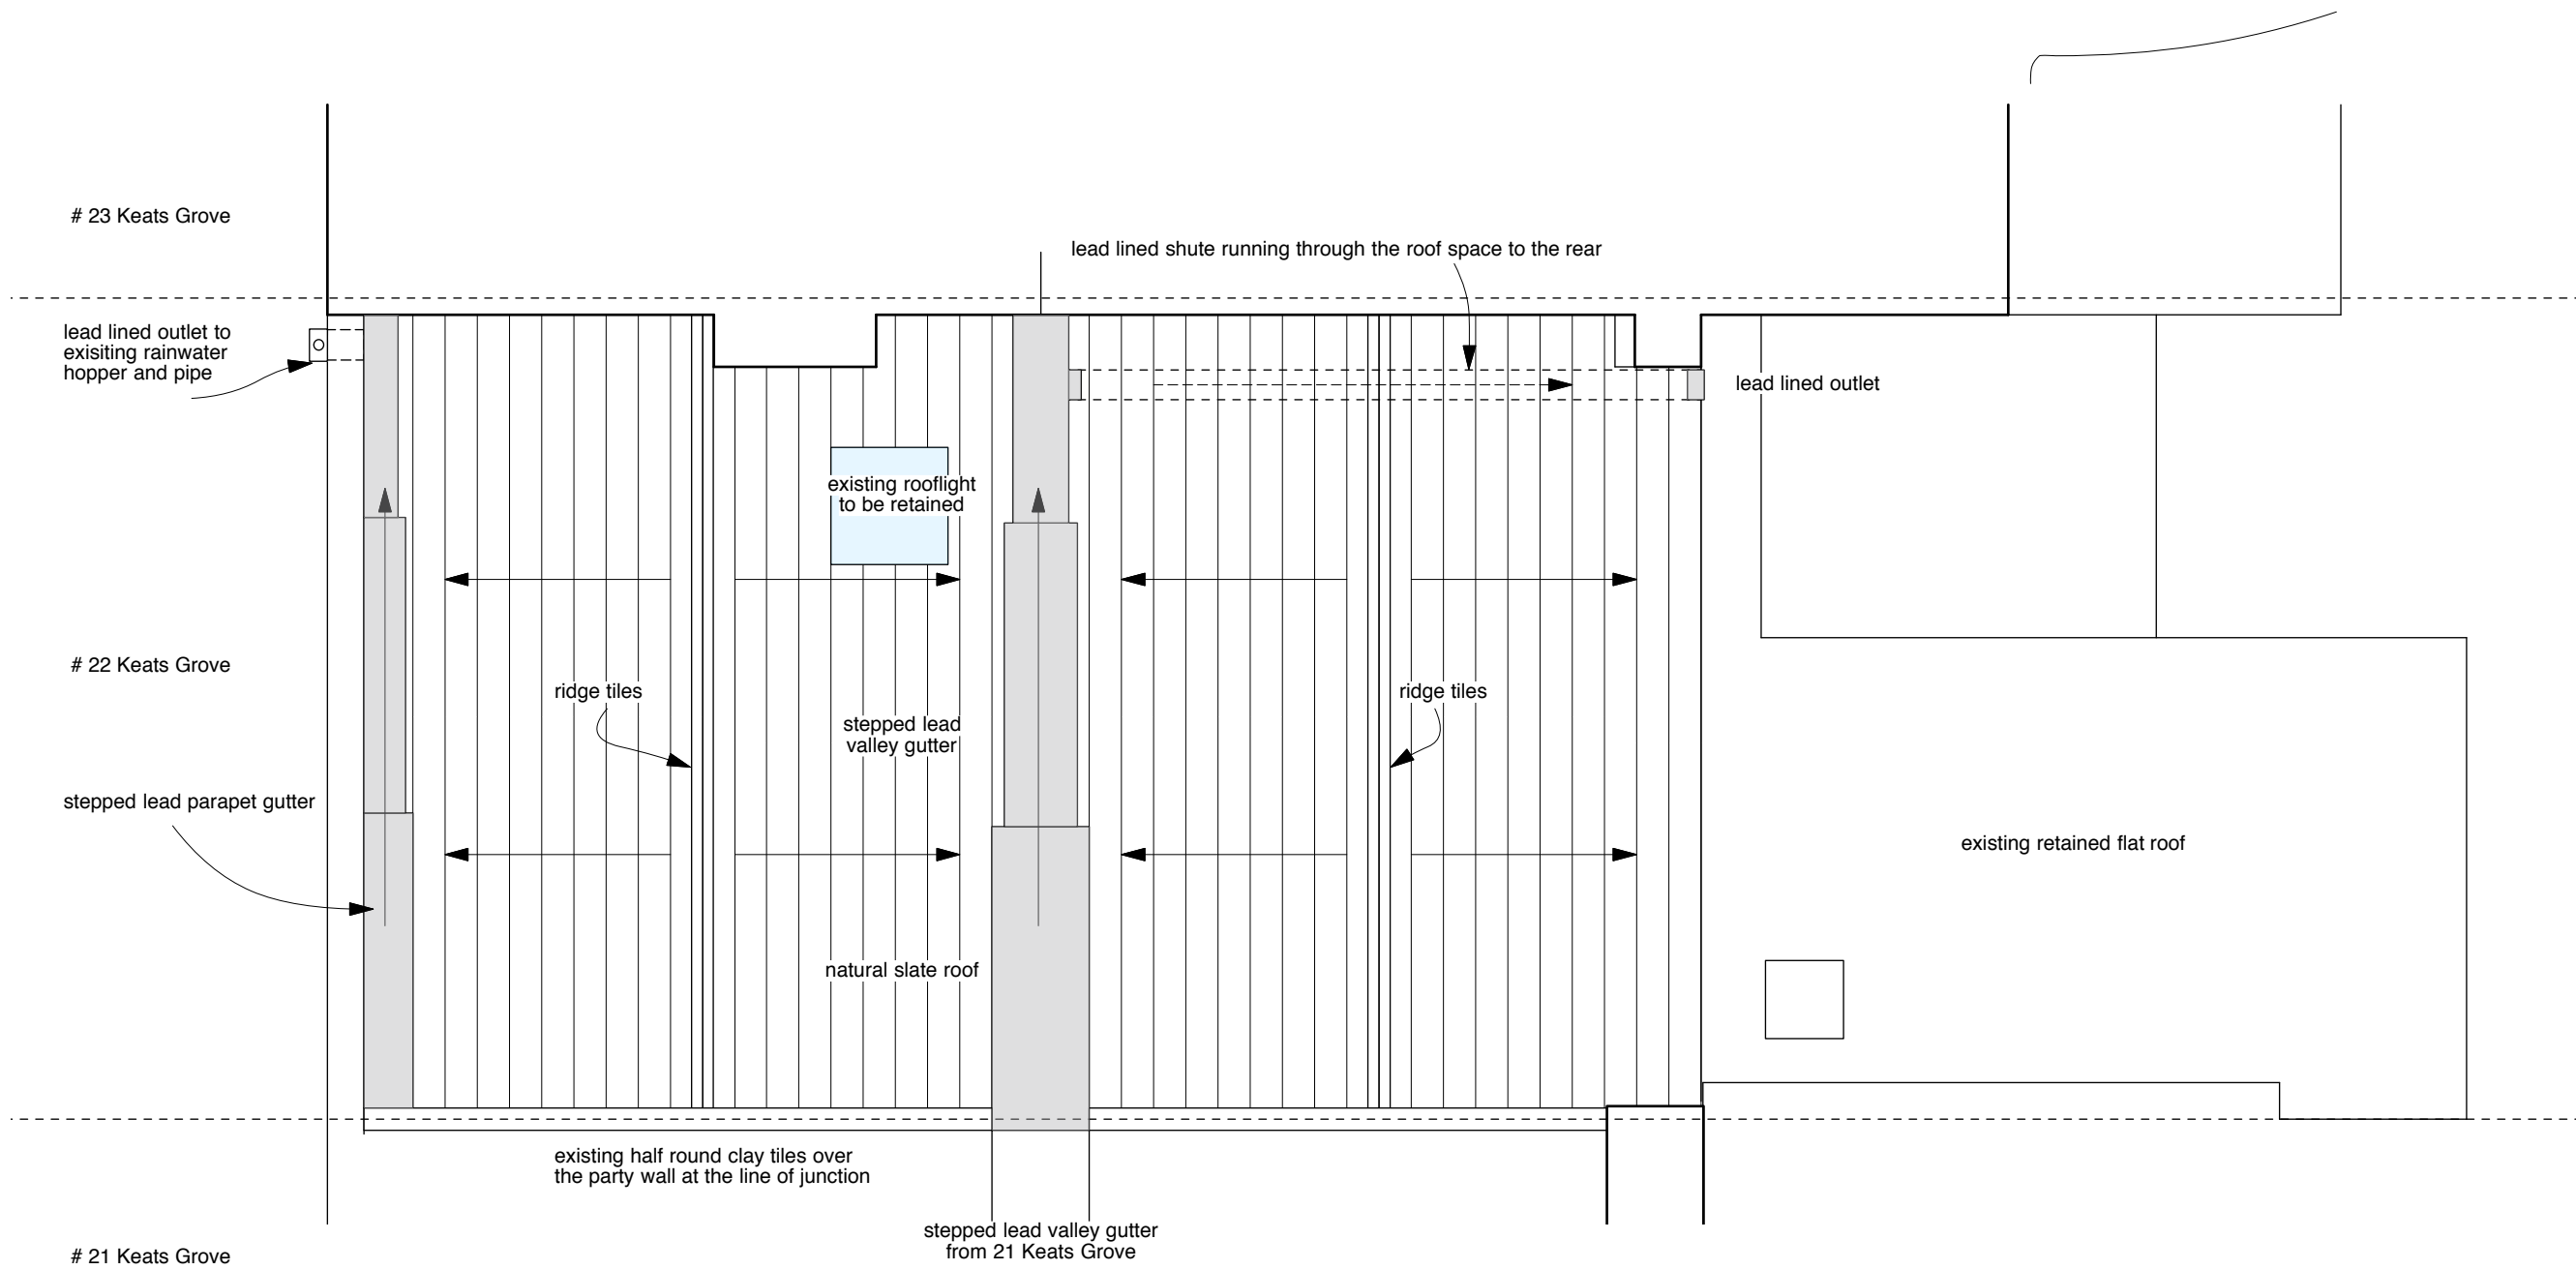 # 23 Keats Grove
lead lined shute running through the roof space to the rear
lead lined outlet to
exisiting rainwater
hopper and pipe
lead lined outlet
existing rooflight
to be retained
# 22 Keats Grove
ridge tiles
ridge tiles
stepped lead
valley gutter
stepped lead parapet gutter
existing retained flat roof
natural slate roof
existing half round clay tiles over
the party wall at the line of junction
stepped lead valley gutter
from 21 Keats Grove
# 21 Keats Grove